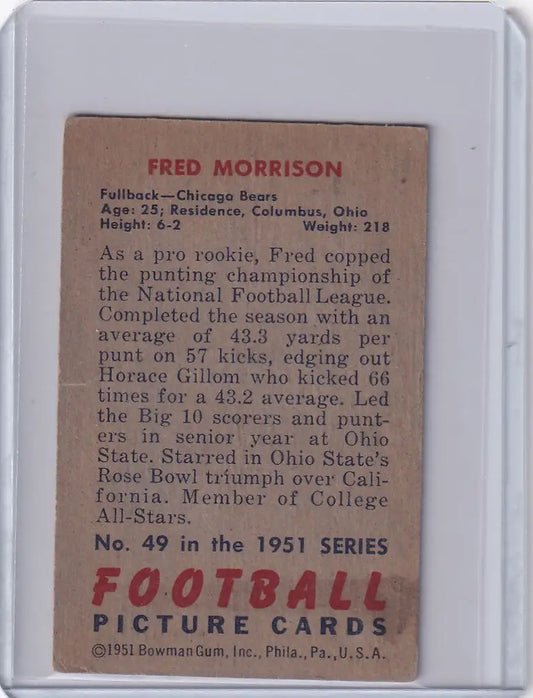 FRED MORRISON
Fullback—Chicago Bears
Age: 25; Residence, Columbus, Ohio
Height: 6-2 Weight: 218
As a pro rookie, Fred copped
the punting championship of
the National Football League.
Completed the season with an
average of 43.3 yards per
punt on 57 kicks, edging out
Horace Gillom who kicked 66
times for a 43.2 average. Led
the Big 10 scorers and punt-
ers in senior year at Ohio
State. Starred in Ohio State's
Rose Bowl triumph over Cal-
ifornia. Member of College
All-Stars.
No. 49 in the 1951 SERIES
FOOTBALL
PICTURE CARDS
©1951 Bowman Gum, Inc., Phila., Pa., U.S.A.